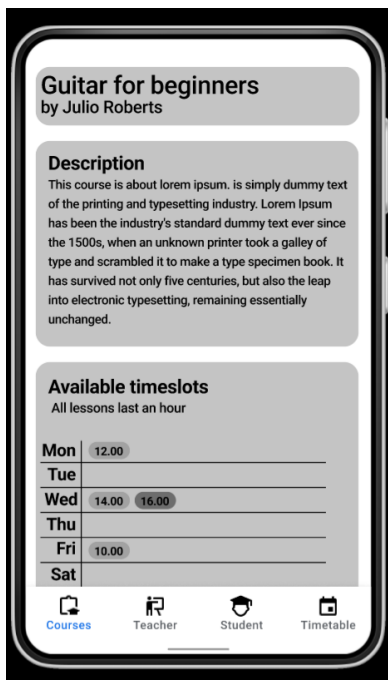 Guitar for beginners
by Julio Roberts
Description
This course is about lorem ipsum. is simply dummy text
of the printing and typesetting industry. Lorem Ipsum
has been the industry's standard dummy text ever since
the 1500s, when an unknown printer took a galley of
type and scrambled it to make a type specimen book. It
has survived not only five centuries, but also the leap
into electronic typesetting, remaining essentially
unchanged.
Available timeslots
All lessons last an hour
Mon 12.00
Tue
Wed 14.00 16.00
Thu
Fri 10.00
Sat
Courses Teacher Student Timetable